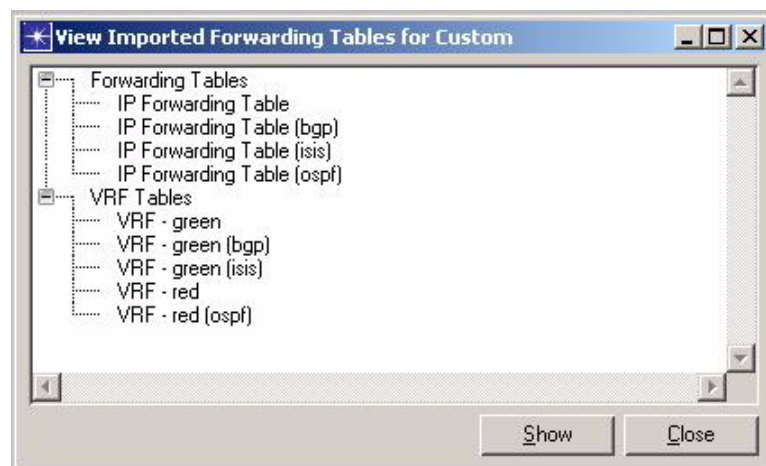 View Imported Forwarding Tables for Custom
Forwarding Tables
IP Forwarding Table
IP Forwarding Table (bgp)
IP Forwarding Table (isis)
IP Forwarding Table (ospf)
VRF Tables
VRF - green
VRF - green (bgp)
VRF - green (isis)
VRF - red
VRF - red (ospf)
Show Close